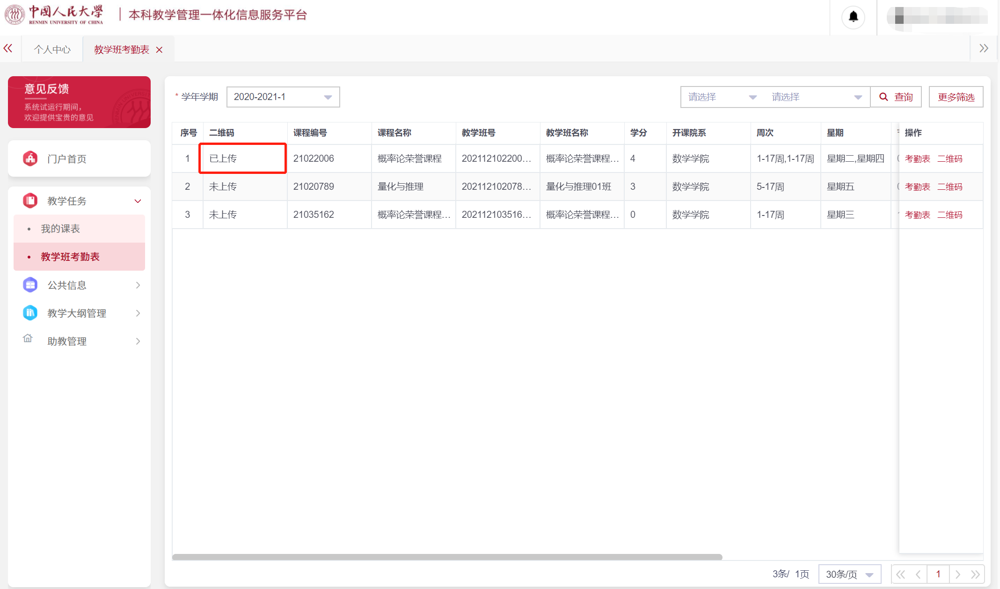 中國人民大學
RENMIN UNIVERSITY OF CHINA
本科教学管理一体化信息服务平台
个人中心
教学班考勤表
意见反馈
系统试运行期间，
欢迎提供宝贵的意见
门户首页
教学任务
我的课表
教学班考勤表
公共信息
教学大纲管理
助教管理
* 学年学期 2020-2021-1 请选择 请选择 查询 更多筛选
序号 二维码 课程编号 课程名称 教学班号 教学班名称 学分 开课院系 周次 星期 操作
1 已上传 21022006 概率论荣誉课程 202112102200... 概率论荣誉课程... 4 数学学院 1-17周,1-17周 星期二,星期四 考勤表 二维码
2 未上传 21020789 量化与推理 202112102078... 量化与推理01班 3 数学学院 5-17周 星期五 考勤表 二维码
3 未上传 21035162 概率论荣誉课程... 202112103516... 概率论荣誉课程... 0 数学学院 1-17周 星期三 考勤表 二维码
3条/ 1页 30条/页 1